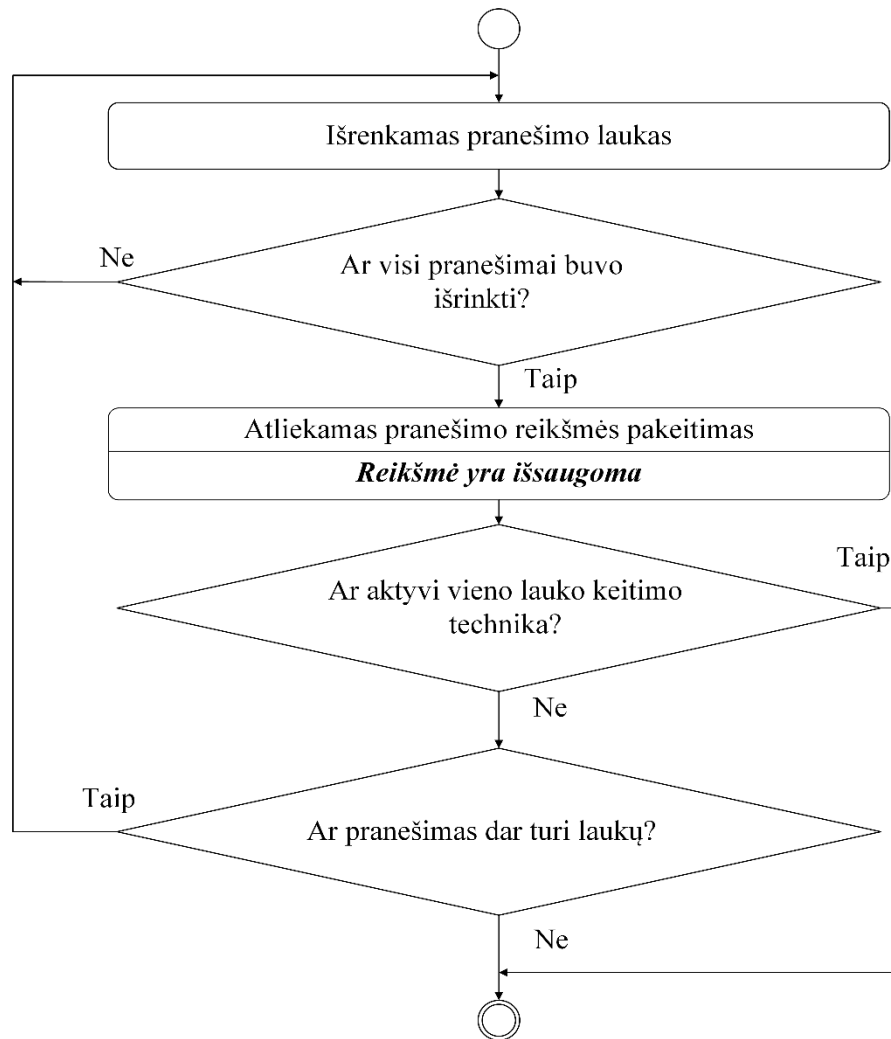 Išrenkamas pranešimo laukas
Ne
Ar visi pranešimai buvo
išrinkti?
Taip
Atliekamas pranešimo reikšmės pakeitimas
Reikšmė yra išsaugoma
Taip
Ar aktyvi vieno lauko keitimo
technika?
Ne
Taip
Ar pranešimas dar turi laukų?
Ne